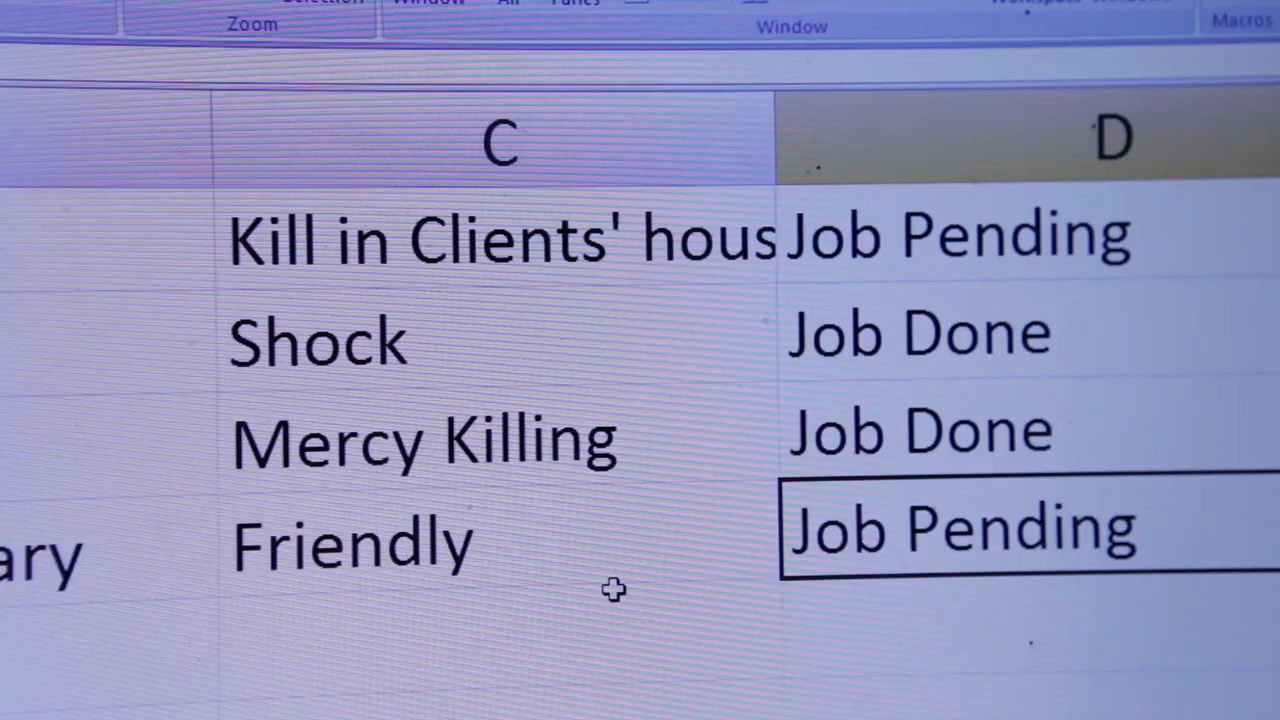 Zoom
Window
Macros
C D
Kill in Clients' hous Job Pending
Shock Job Done
Mercy Killing Job Done
ary Friendly Job Pending